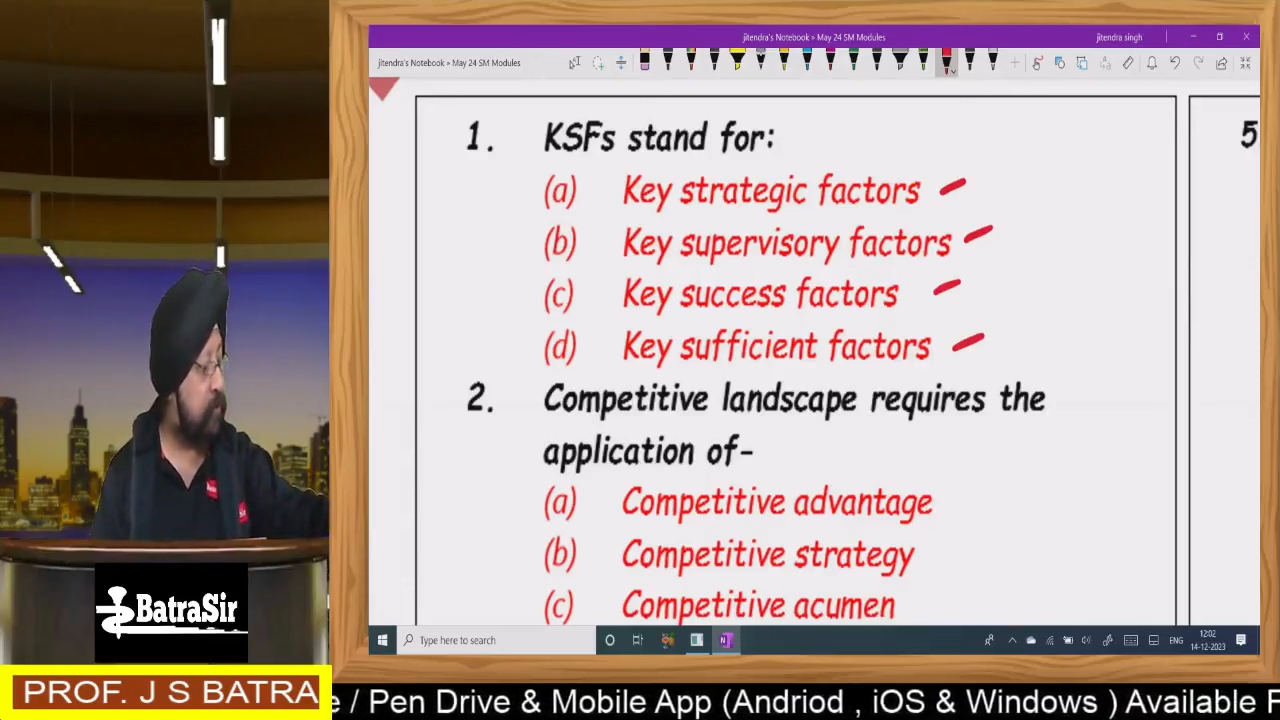 jitendra's Notebook » May 24 SM Modules
jitendra singh
jitendra's Notebook » May 24 SM Modules
1. KSFs stand for:
(a) Key strategic factors
(b) Key supervisory factors
(c) Key success factors
(d) Key sufficient factors
2. Competitive landscape requires the
application of-
(a) Competitive advantage
(b) Competitive strategy
(c) Competitive acumen
5
Type here to search
ENG
12:02
14-12-2023
BatraSir
PROF. J S BATRA
e / Pen Drive & Mobile App (Andriod , iOS & Windows ) Available F